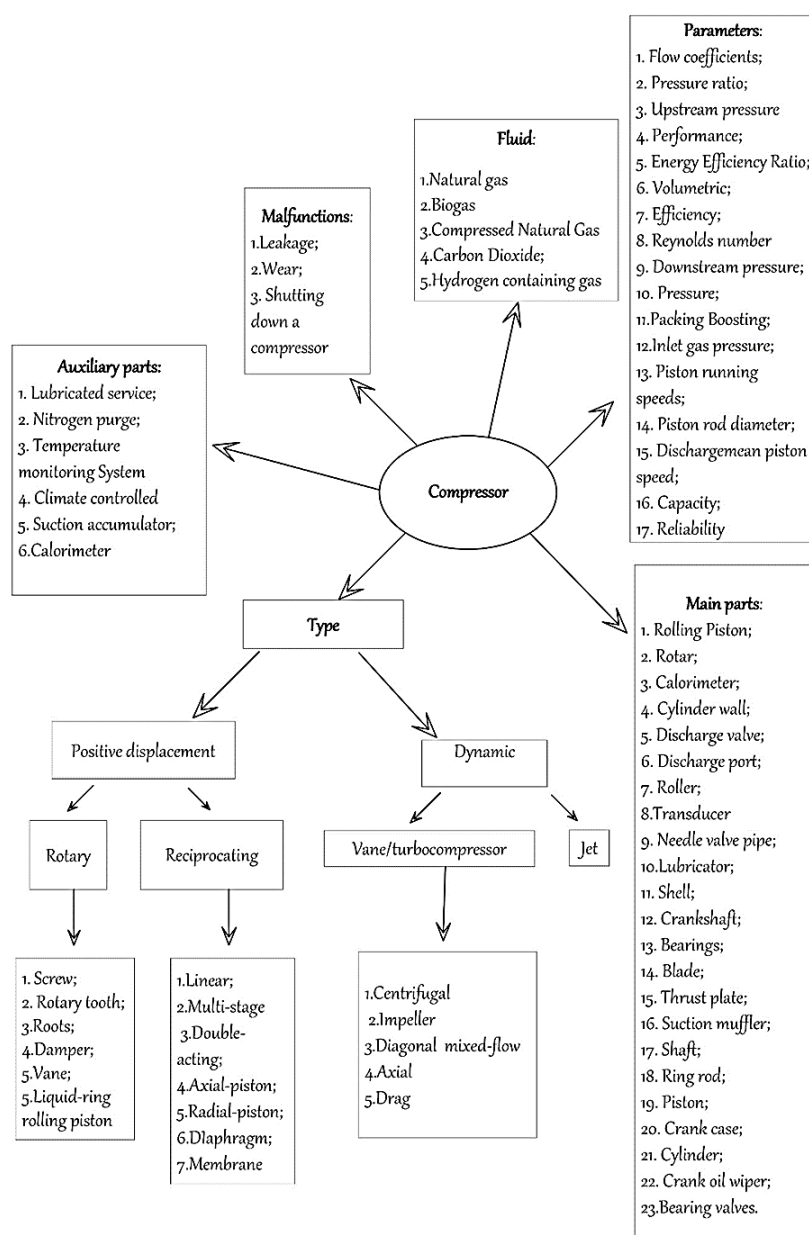 Parameters:
1. Flow coefficients;
2. Pressure ratio;
3. Upstream pressure
4. Performance;
5. Energy Efficiency Ratio;
6. Volumetric;
7. Efficiency;
8. Reynolds number
9. Downstream pressure;
10. Pressure;
11.Packing Boosting;
12.Inlet gas pressure;
13. Piston running
speeds;
14. Piston rod diameter;
15. Dischargemean piston
speed;
16. Capacity;
17. Reliability
Fluid:
1.Natural gas
2.Biogas
3.Compressed Natural Gas
4.Carbon Dioxide;
5.Hydrogen containing gas
Malfunctions:
1.Leakage;
2.Wear;
3. Shutting
down a
compressor
Auxiliary parts:
1. Lubricated service;
2. Nitrogen purge;
3. Temperature
monitoring System
4. Climate controlled
5. Suction accumulator;
6.Calorimeter
Compressor
Type
Positive displacement
Dynamic
Rotary
Reciprocating
Vane/turbocompressor
Jet
1. Screw;
2. Rotary tooth;
3.Roots;
4.Damper;
5.Vane;
5.Liquid-ring
rolling piston
1.Linear;
2.Multi-stage
3.Double-
acting;
4.Axial-piston;
5.Radial-piston;
6.DIaphragm;
7.Membrane
1.Centrifugal
2.Impeller
3.Diagonal mixed-flow
4.Axial
5.Drag
Main parts:
1. Rolling Piston;
2. Rotar;
3. Calorimeter;
4. Cylinder wall;
5. Discharge valve;
6. Discharge port;
7. Roller;
8.Transducer
9. Needle valve pipe;
10.Lubricator;
11. Shell;
12. Crankshaft;
13. Bearings;
14. Blade;
15. Thrust plate;
16. Suction muffler;
17. Shaft;
18. Ring rod;
19. Piston;
20. Crank case;
21. Cylinder;
22. Crank oil wiper;
23.Bearing valves.